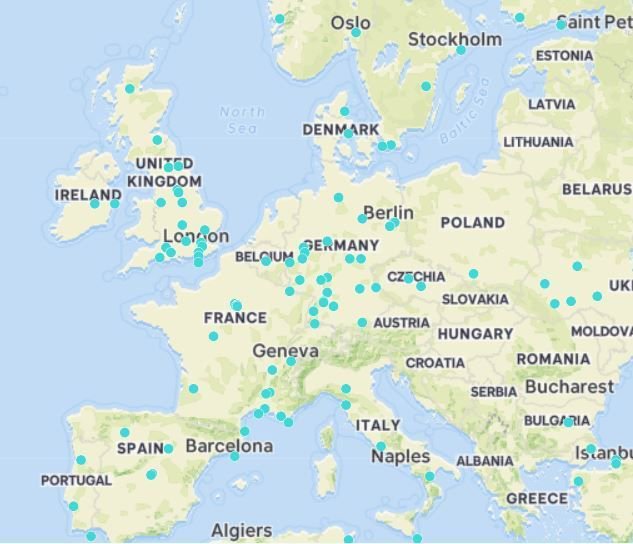 Oslo
Saint Pet
Stockholm
ESTONIA
North
Sea
Baltic Sea
LATVIA
DENMARK
LITHUANIA
UNITED
KINGDOM
IRELAND
BELARUS
Berlin
POLAND
London
GERMANY
BELGIUM
CZECHIA
UKI
SLOVAKIA
FRANCE
AUSTRIA
HUNGARY
MOLDOVA
Geneva
ROMANIA
CROATIA
SERBIA
Bucharest
ITALY
BULGARIA
SPAIN
Barcelona
Naples
ALBANIA
Istanbu
PORTUGAL
GREECE
Algiers